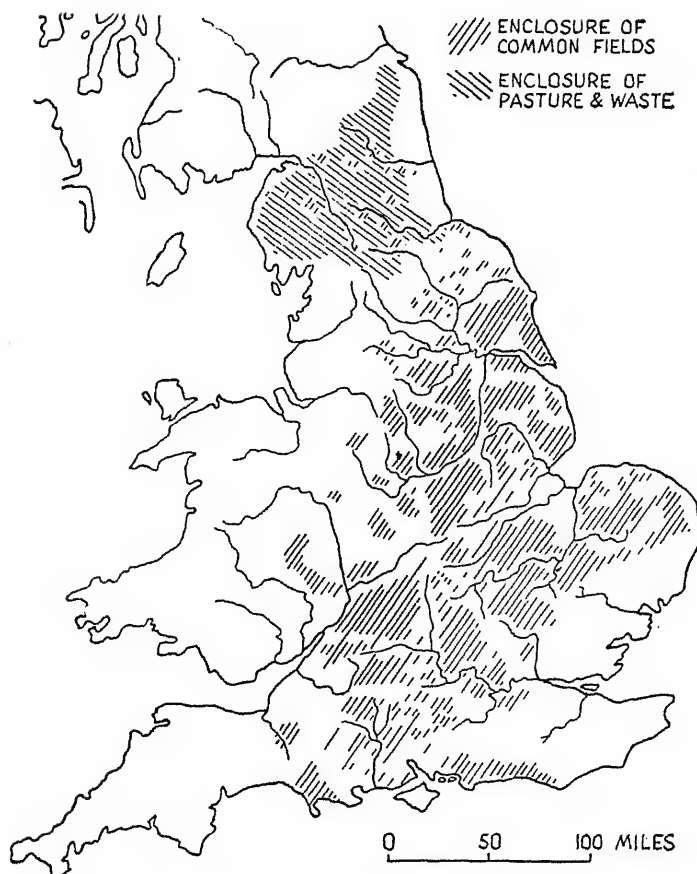 ENCLOSURE OF
COMMON FIELDS
ENCLOSURE OF
PASTURE & WASTE
0 50 100 MILES